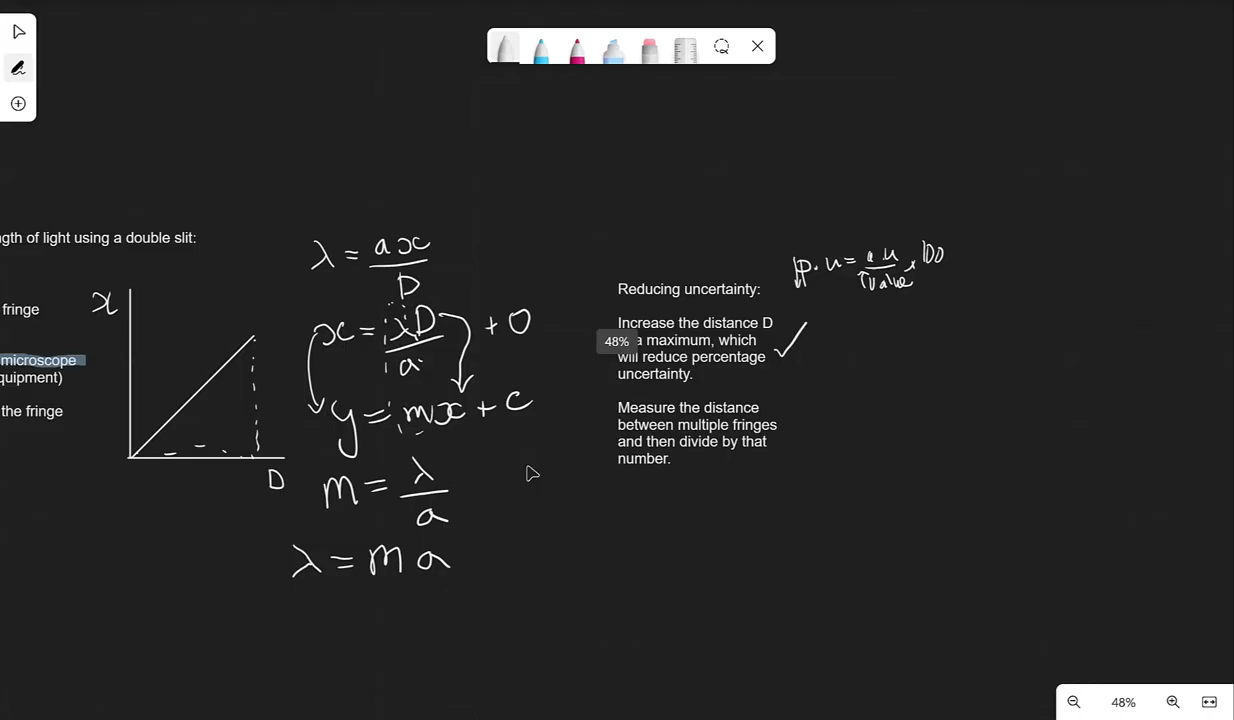 ngth of light using a double slit:
fringe
microscope
quipment)
the fringe
x
D
λ = ax/D
x = λD/a + 0
y = mx + c
m = λ/a
λ = ma
p.u = a u/value × 100
Reducing uncertainty:
Increase the distance D
a maximum, which
will reduce percentage
uncertainty.
Measure the distance
between multiple fringes
and then divide by that
number.
48%
48%